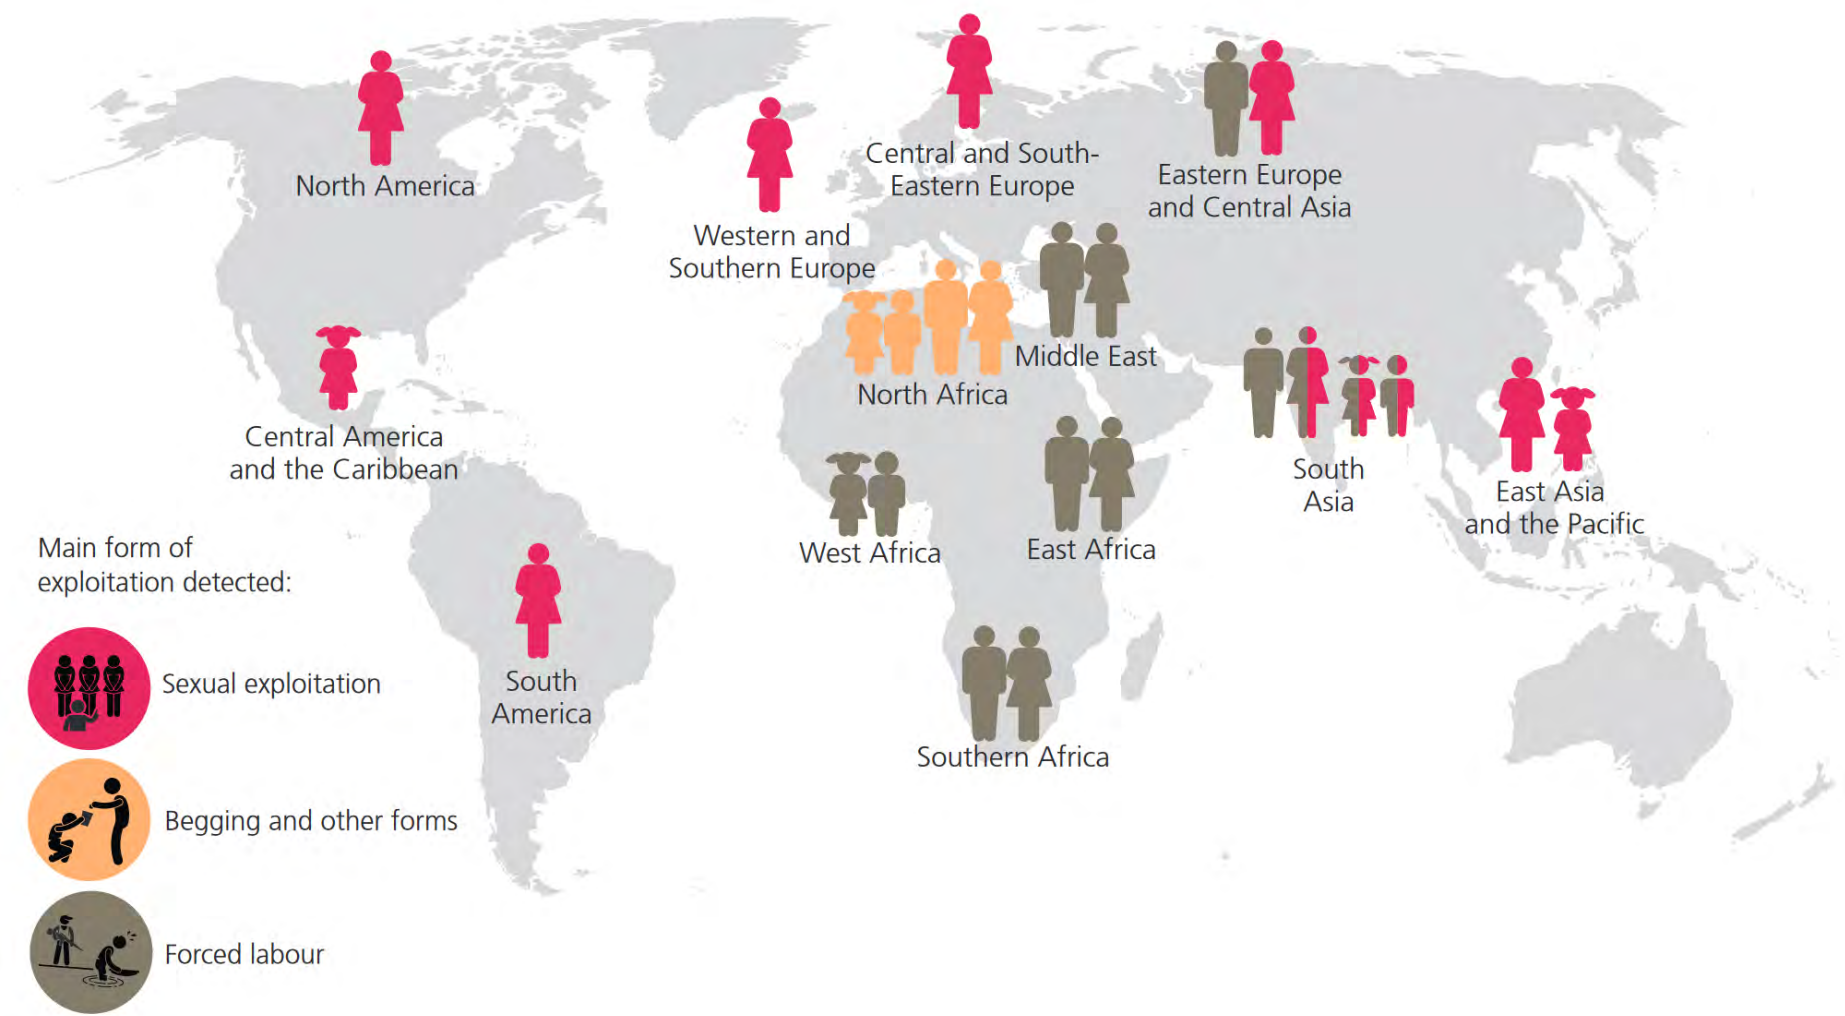 North America
Central and South-
Eastern Europe
Eastern Europe
and Central Asia
Western and
Southern Europe
Middle East
North Africa
Central America
and the Caribbean
South
Asia
East Asia
and the Pacific
West Africa
East Africa
Main form of
exploitation detected:
Sexual exploitation
South
America
Southern Africa
Begging and other forms
Forced labour